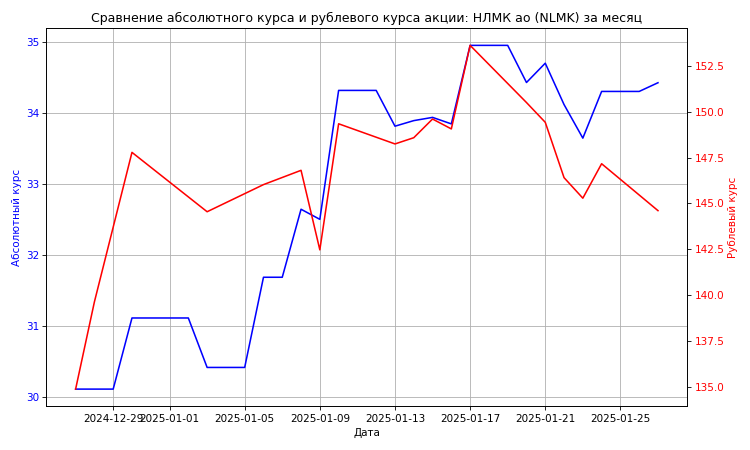 Сравнение абсолютного курса и рублевого курса акции: НЛМК ао (NLMK) за месяц
35
34
33
32
31
30
Абсолютный курс
152.5
150.0
147.5
145.0
142.5
140.0
137.5
135.0
Рублевый курс
2024-12-29 2025-01-01 2025-01-05 2025-01-09 2025-01-13 2025-01-17 2025-01-21 2025-01-25
Дата